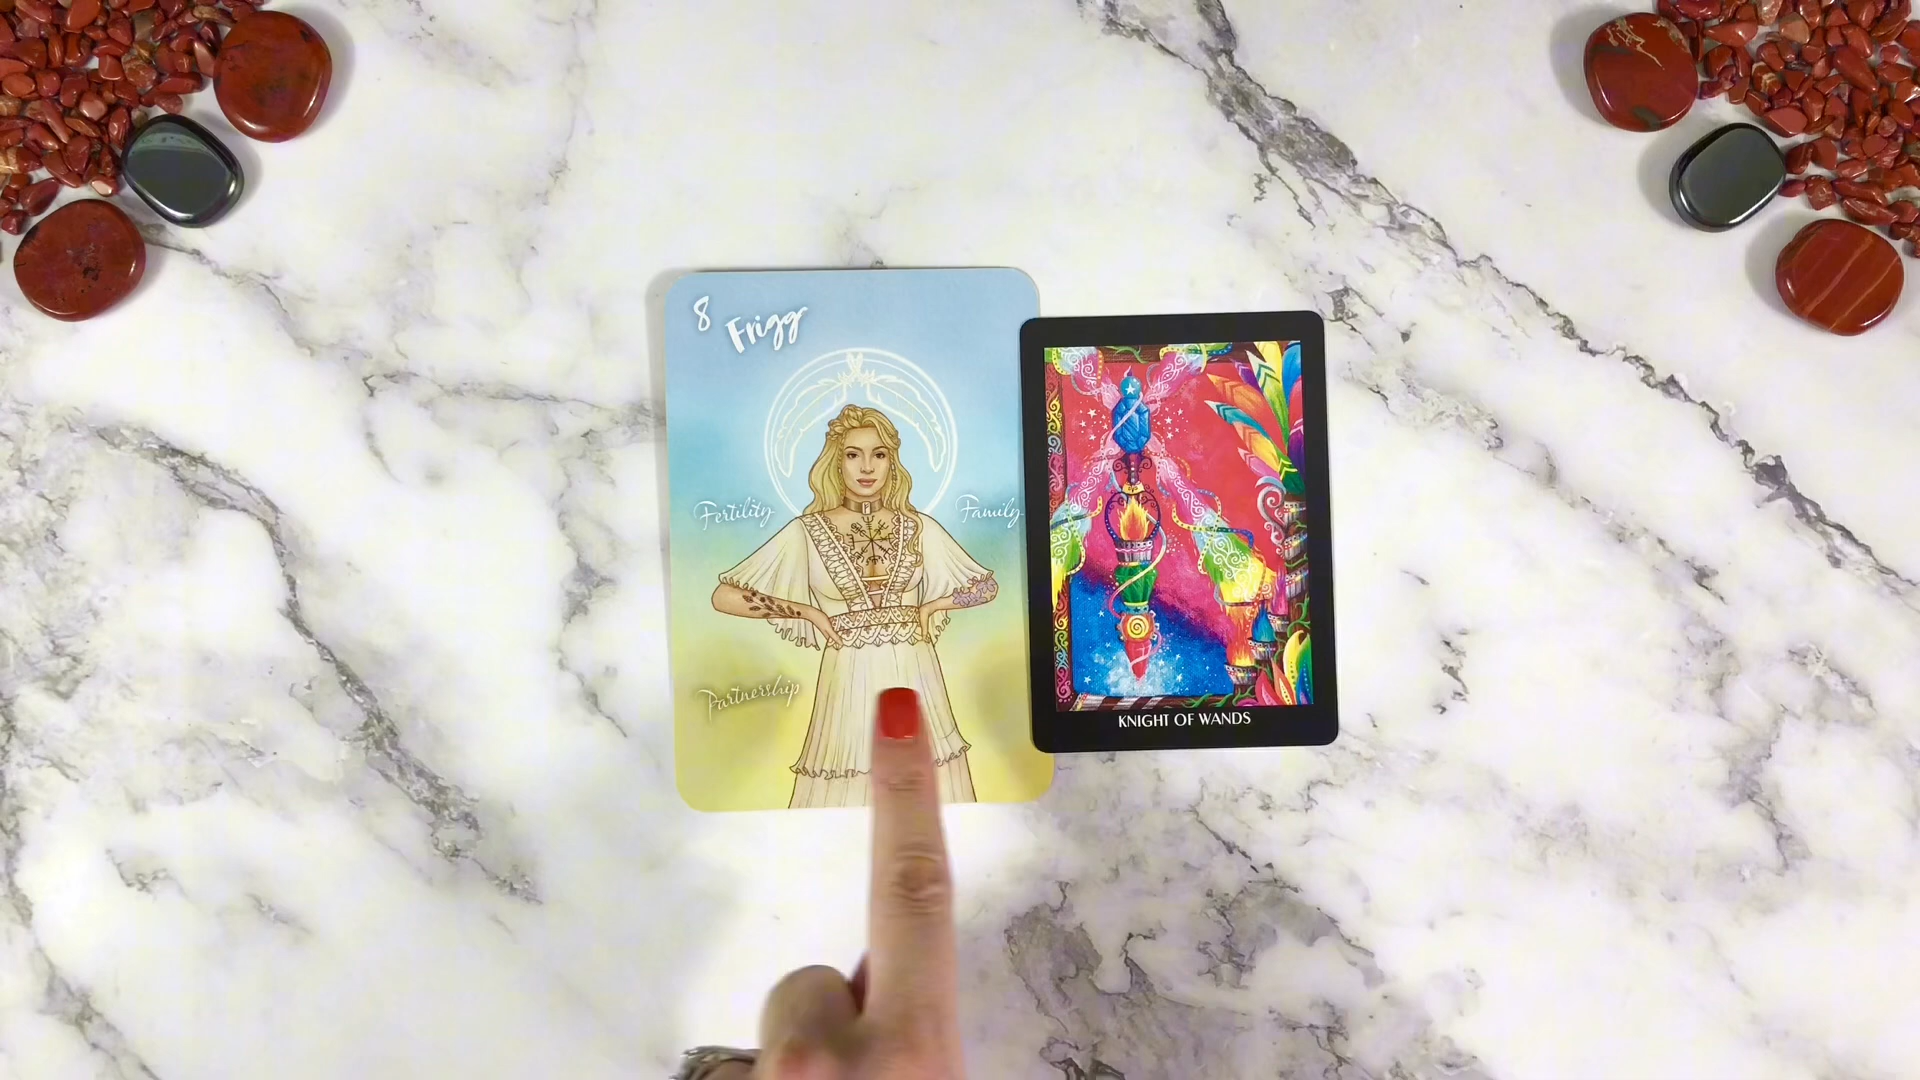 8
Frigg
Fertility
Family
Partnership
KNIGHT OF WANDS